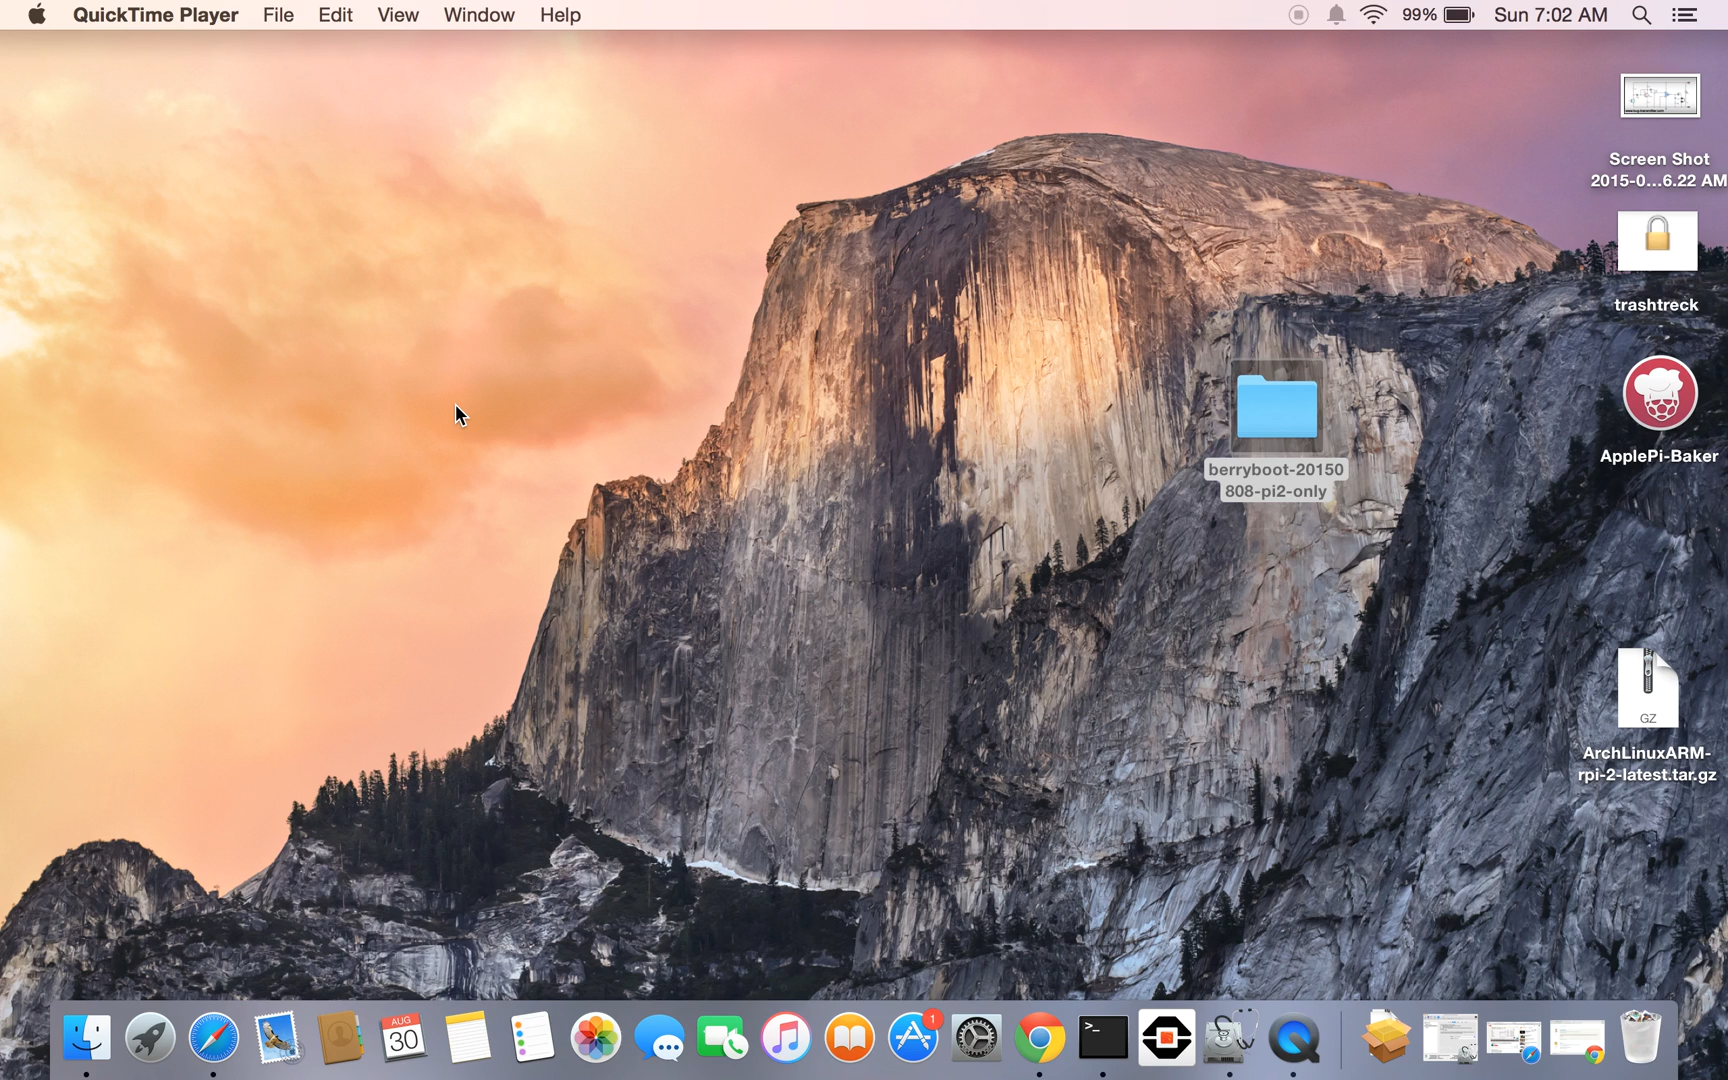 QuickTime Player File Edit View Window Help 99% Sun 7:02 AM
Screen Shot
2015-0...6.22 AM
trashtreck
ApplePi-Baker
berryboot-20150
808-pi2-only
GZ
ArchLinuxARM-
rpi-2-latest.tar.gz
AUG
30
1
>_